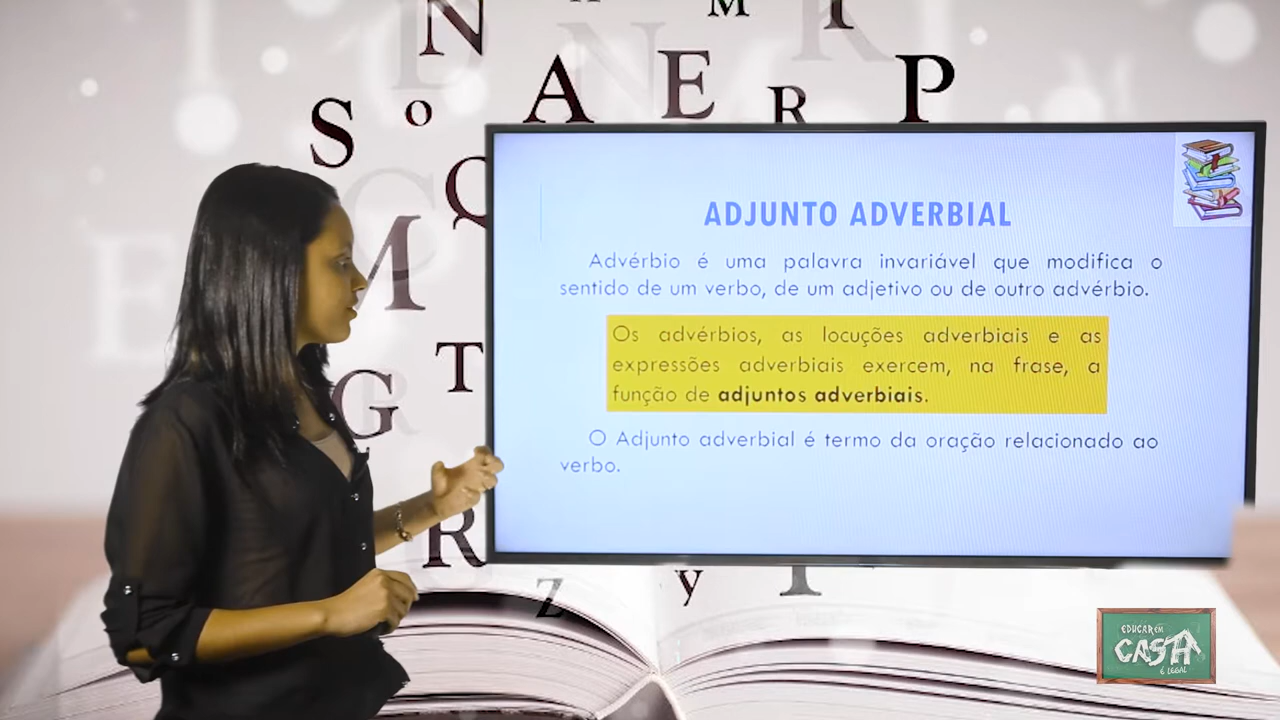 N M I
S o A E R P
Q
M
T
G
R
Z y I
ADJUNTO ADVERBIAL
Advérbio é uma palavra invariável que modifica o
sentido de um verbo, de um adjetivo ou de outro advérbio.
Os advérbios, as locuções adverbiais e as
expressões adverbiais exercem, na frase, a
função de adjuntos adverbiais.
O Adjunto adverbial é termo da oração relacionado ao
verbo.
EDUCAR EM
CASA
É LEGAL